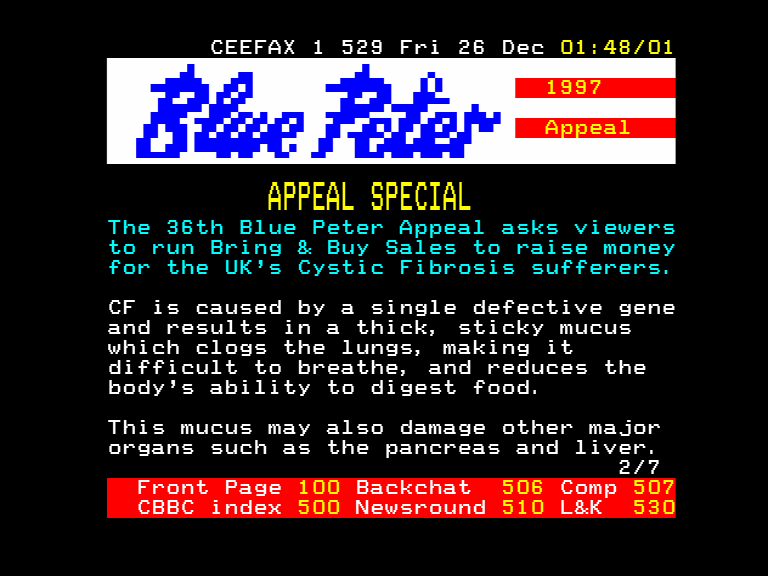 CEEFAX 1 529 Fri 26 Dec 01:48/01
Blue Peter
1997
Appeal
APPEAL SPECIAL
The 36th Blue Peter Appeal asks viewers
to run Bring & Buy Sales to raise money
for the UK's Cystic Fibrosis sufferers.
CF is caused by a single defective gene
and results in a thick, sticky mucus
which clogs the lungs, making it
difficult to breathe, and reduces the
body's ability to digest food.
This mucus may also damage other major
organs such as the pancreas and liver.
2/7
Front Page 100 Backchat 506 Comp 507
CBBC index 500 Newsround 510 L&K 530